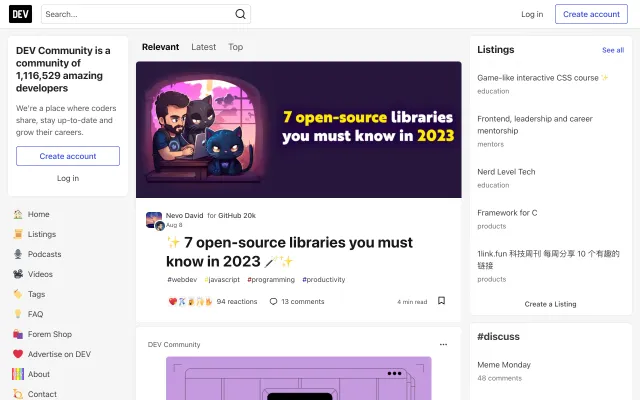 DEV
Search...
Log in
Create account
DEV Community is a
community of
1,116,529 amazing
developers
We're a place where coders
share, stay up-to-date and
grow their careers.
Create account
Log in
Home
Listings
Podcasts
Videos
Tags
FAQ
Forem Shop
Advertise on DEV
About
Contact
Relevant
Latest
Top
7 open-source libraries
you must know in 2023
Nevo David for GitHub 20k
Aug 8
✨ 7 open-source libraries you must
know in 2023 🪄✨
#webdev #javascript #programming #productivity
94 reactions
13 comments
4 min read
DEV Community
Listings
See all
Game-like interactive CSS course ✨
education
Frontend, leadership and career
mentorship
mentors
Nerd Level Tech
education
Framework for C
products
1link.fun 科技周刊 每周分享 10 个有趣的
链接
products
Create a Listing
#discuss
Meme Monday
48 comments